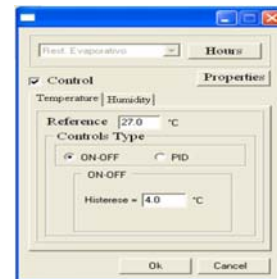 Resf. Evaporativo Hours
Control Properties
Temperature Humidity
Reference 27.0 °C
Controls Type
ON-OFF PID
ON-OFF
Histerese = 4.0 °C
Ok Cancel